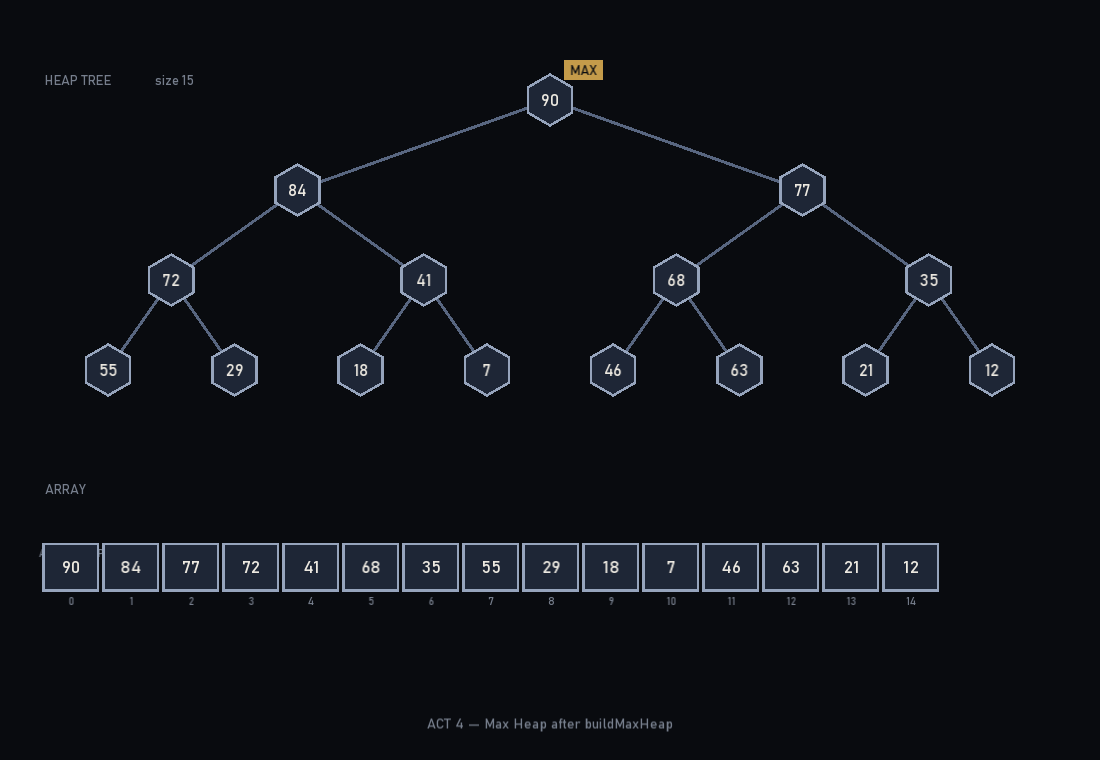 MAX
HEAP TREE size 15
90
84 77
72 41 68 35
55 29 18 7 46 63 21 12
ARRAY
90 84 77 72 41 68 35 55 29 18 7 46 63 21 12
0 1 2 3 4 5 6 7 8 9 10 11 12 13 14
ACT 4 — Max Heap after buildMaxHeap